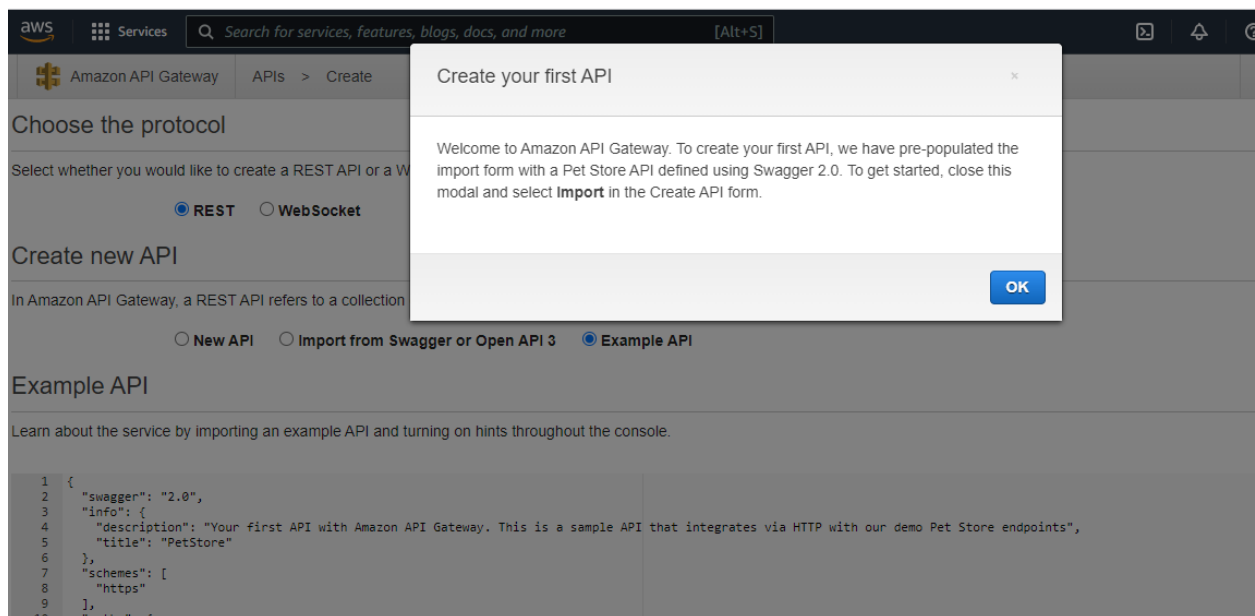 aws
Services
Search for services, features, blogs, docs, and more [Alt+S]
Amazon API Gateway APIs > Create
Create your first API
×
Welcome to Amazon API Gateway. To create your first API, we have pre-populated the
import form with a Pet Store API defined using Swagger 2.0. To get started, close this
modal and select Import in the Create API form.
OK
Choose the protocol
Select whether you would like to create a REST API or a W
REST WebSocket
Create new API
In Amazon API Gateway, a REST API refers to a collection
New API Import from Swagger or Open API 3 Example API
Example API
Learn about the service by importing an example API and turning on hints throughout the console.
1 {
2 "swagger": "2.0",
3 "info": {
4 "description": "Your first API with Amazon API Gateway. This is a sample API that integrates via HTTP with our demo Pet Store endpoints",
5 "title": "PetStore"
6 },
7 "schemes": [
8 "https"
9 ],